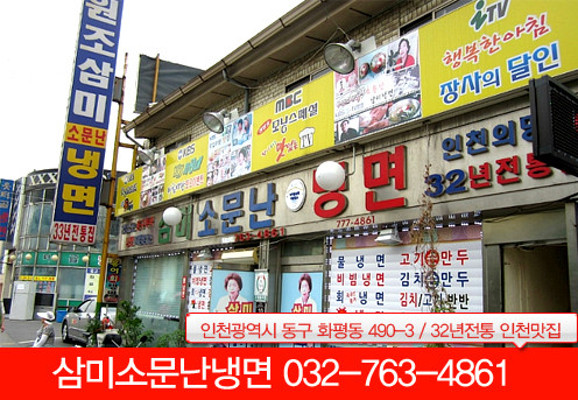 원조삼미
소문난
냉면
33년전통집
iTV
행복한아침
장사의 달인
MBC
모닝스페셜
KBS
삼미소문난냉면
777-4861
인천의명
32년전통
물냉면
비빔냉면
회냉면
고기만두
김치만두
김치/고기 반반
삼미
인천광역시 동구 화평동 490-3 / 32년전통 인천맛집
삼미소문난냉면 032-763-4861